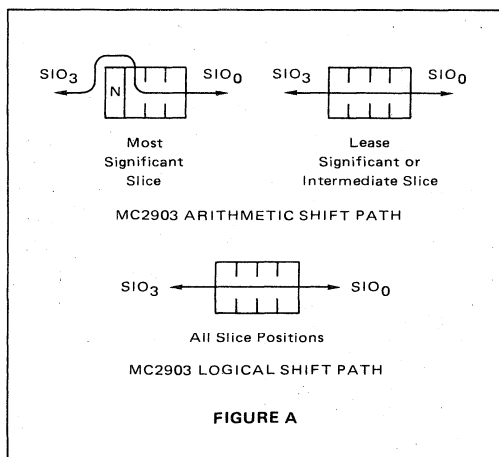 SIO3 N SIO0 SIO3 SIO0
Most Significant Slice
Lease Significant or Intermediate Slice
MC2903 ARITHMETIC SHIFT PATH
SIO3 SIO0
All Slice Positions
MC2903 LOGICAL SHIFT PATH
FIGURE A